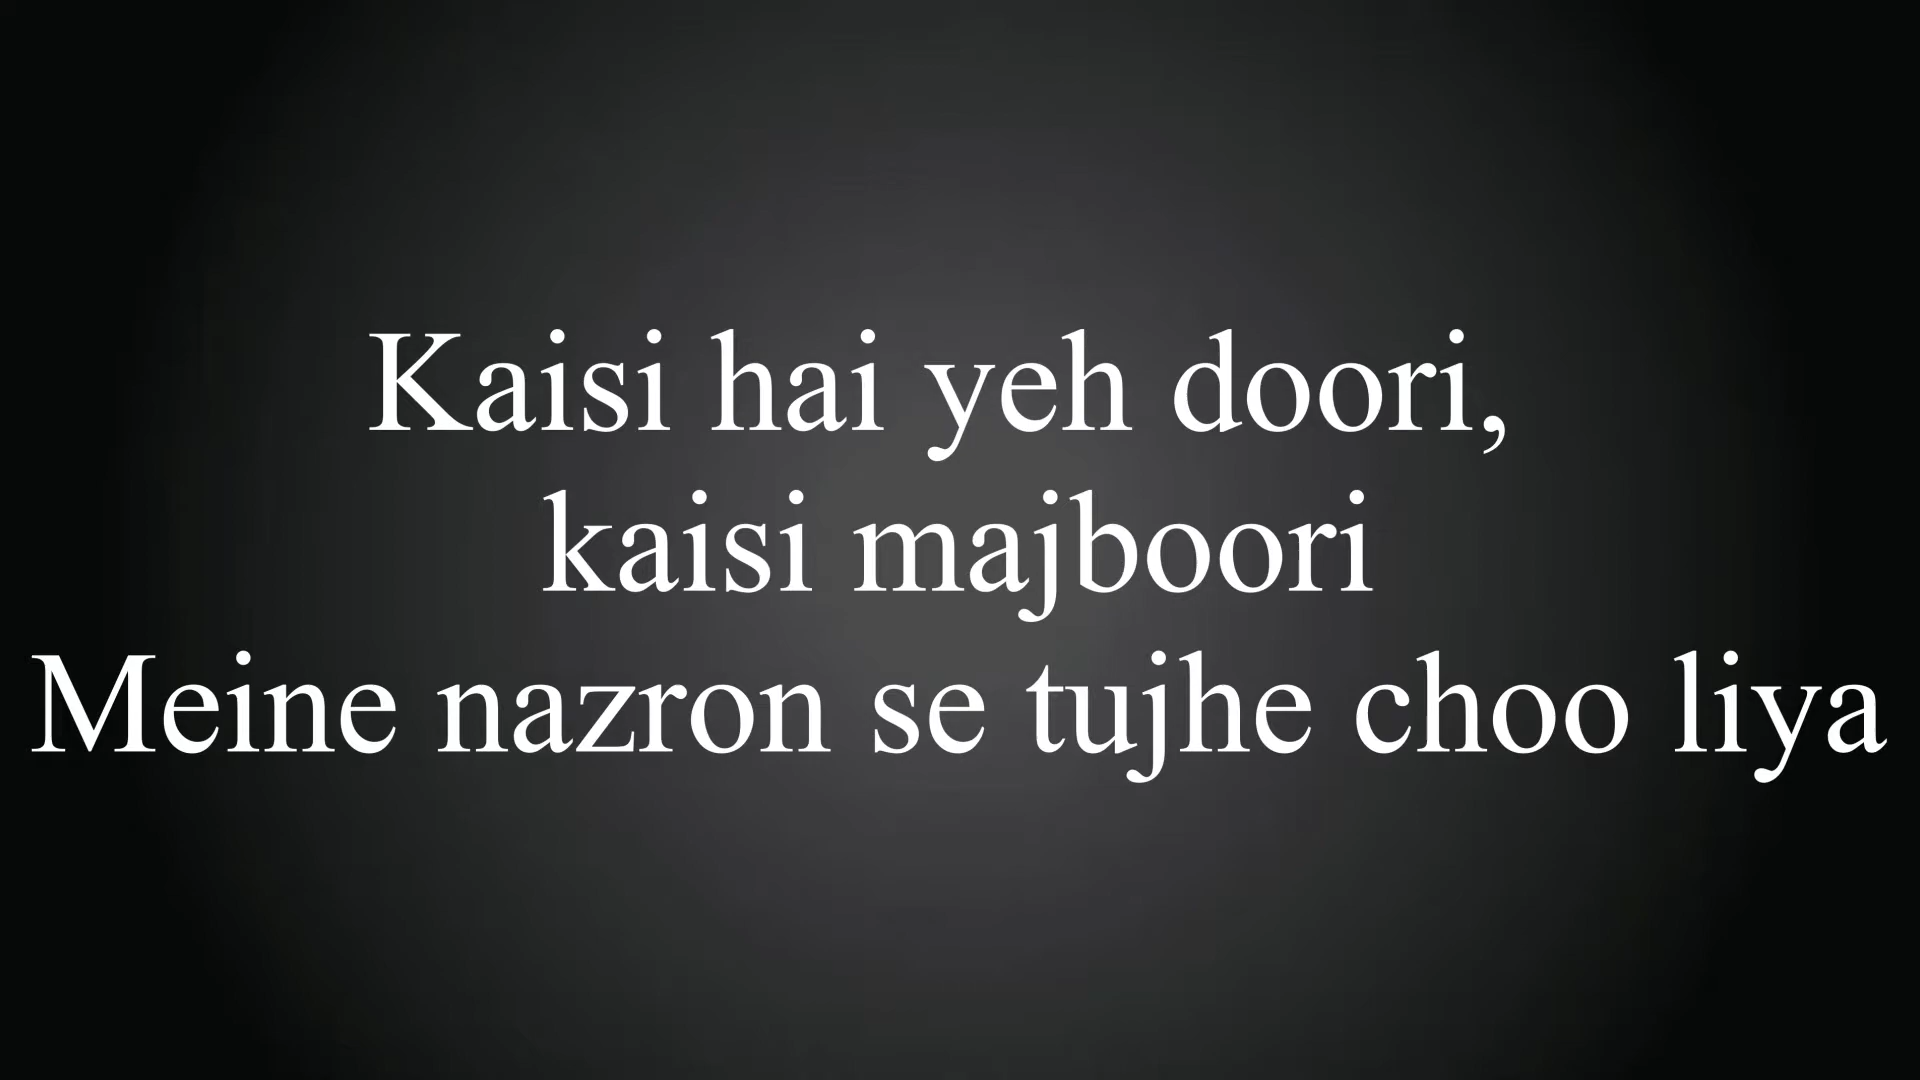 Kaisi hai yeh doori,
kaisi majboori
Meine nazron se tujhe choo liya